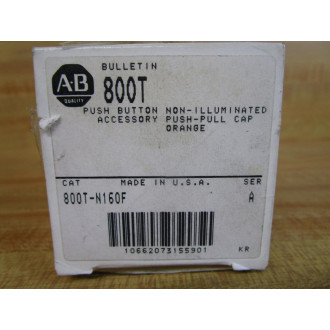 BULLETIN
A-B
QUALITY
800T
PUSH BUTTON NON-ILLUMINATED
ACCESSORY PUSH-PULL CAP
ORANGE
CAT MADE IN U.S.A. SER
800T-N160F A
10662073155901 KR